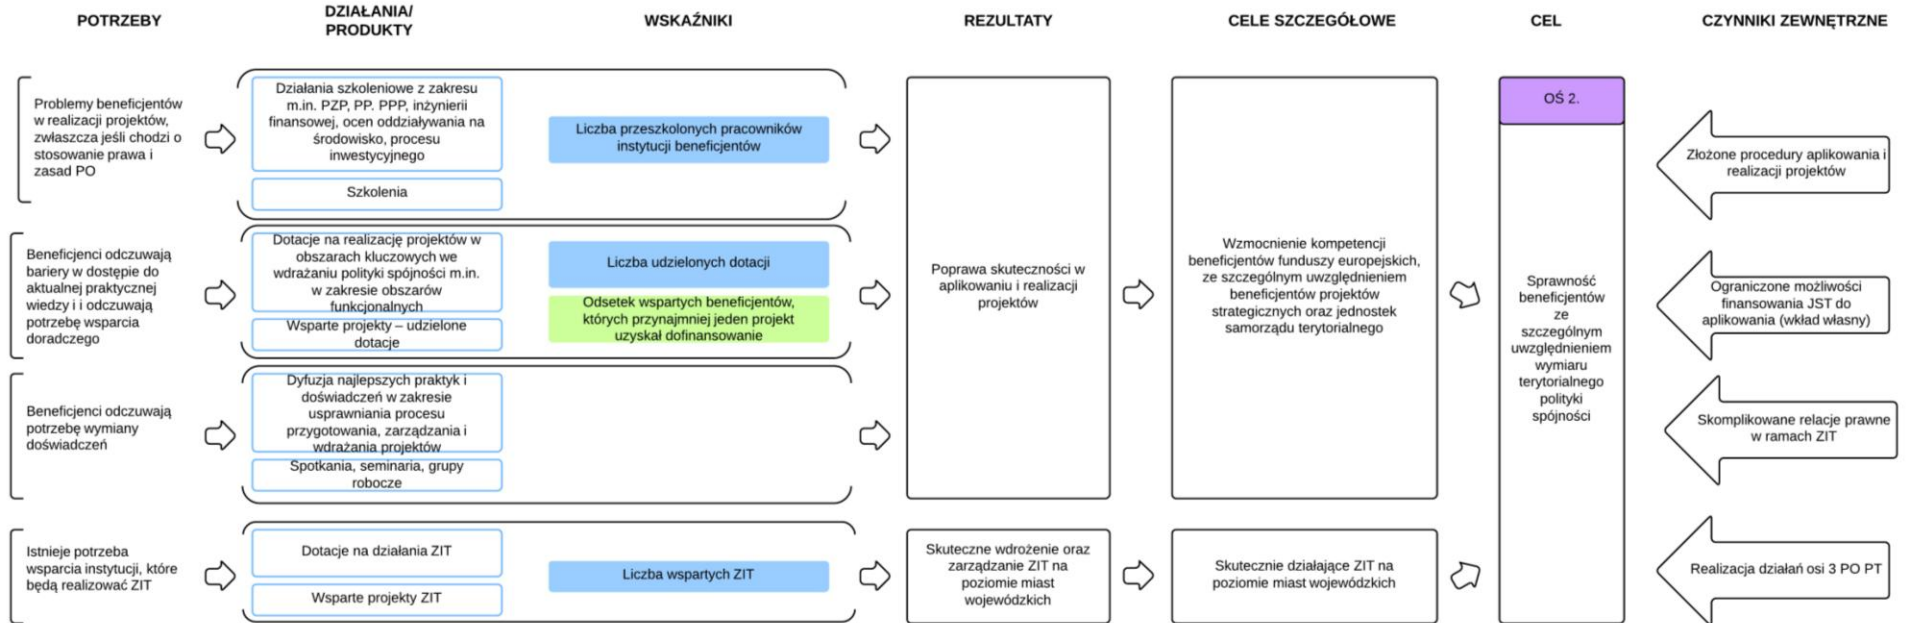 POTRZEBY
DZIAŁANIA/
PRODUKTY
WSKAŹNIKI
REZULTATY
CELE SZCZEGÓŁOWE
CEL
CZYNNIKI ZEWNĘTRZNE
Problemy beneficjentów
w realizacji projektów,
zwłaszcza jeśli chodzi o
stosowanie prawa i
zasad PO
Działania szkoleniowe z zakresu
m.in. PZP, PP. PPP, inżynierii
finansowej, ocen oddziaływania na
środowisko, procesu
inwestycyjnego
Szkolenia
Liczba przeszkolonych pracowników
instytucji beneficjentów
Beneficjenci odczuwają
bariery w dostępie do
aktualnej praktycznej
wiedzy i i odczuwają
potrzebę wsparcia
doradczego
Dotacje na realizację projektów w
obszarach kluczowych we
wdrażaniu polityki spójności m.in.
w zakresie obszarów
funkcjonalnych
Wsparte projekty – udzielone
dotacje
Liczba udzielonych dotacji
Odsetek wspartych beneficjentów,
których przynajmniej jeden projekt
uzyskał dofinansowanie
Beneficjenci odczuwają
potrzebę wymiany
doświadczeń
Dyfuzja najlepszych praktyk i
doświadczeń w zakresie
usprawniania procesu
przygotowania, zarządzania i
wdrażania projektów
Spotkania, seminaria, grupy
robocze
Istnieje potrzeba
wsparcia instytucji, które
będą realizować ZIT
Dotacje na działania ZIT
Wsparte projekty ZIT
Liczba wspartych ZIT
Poprawa skuteczności w
aplikowaniu i realizacji
projektów
Skuteczne wdrożenie oraz
zarządzanie ZIT na
poziomie miast
wojewódzkich
Wzmocnienie kompetencji
beneficjentów funduszy europejskich,
ze szczególnym uwzględnieniem
beneficjentów projektów
strategicznych oraz jednostek
samorządu terytorialnego
Skutecznie działające ZIT na
poziomie miast wojewódzkich
OŚ 2.
Sprawność
beneficjentów
ze
szczególnym
uwzględnieniem
wymiaru
terytorialnego
polityki
spójności
Złożone procedury aplikowania i
realizacji projektów
Ograniczone możliwości
finansowania JST do
aplikowania (wkład własny)
Skomplikowane relacje prawne
w ramach ZIT
Realizacja działań osi 3 PO PT